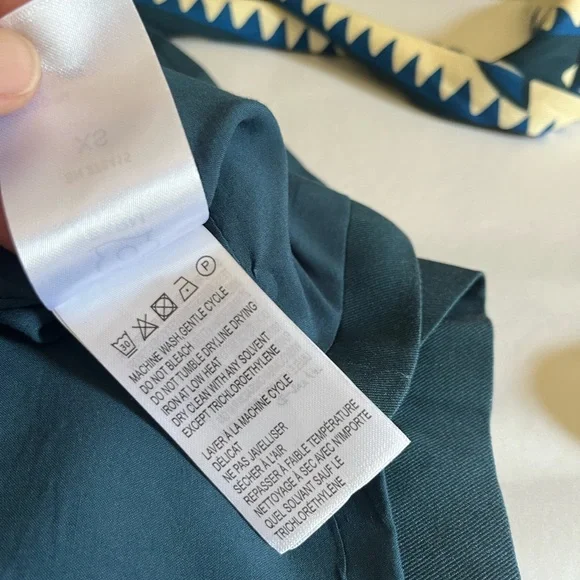 30
P
MACHINE WASH,GENTLE CYCLE
DO NOT BLEACH
DO NOT TUMBLE DRY,LINE DRYING
IRON AT LOW HEAT
DRY CLEAN WITH ANY SOLVENT
EXCEPT TRICHLOROETHYLENE
LAVER À LA MACHINE CYCLE
DÉLICAT
NE PAS JAVELLISER
SÉCHER À L'AIR
REPASSER À FAIBLE TEMPÉRATURE
NETTOYAGE À SEC AVEC N'IMPORTE
QUEL SOLVANT SAUF LE
TRICHLORÉTHYLÈNE